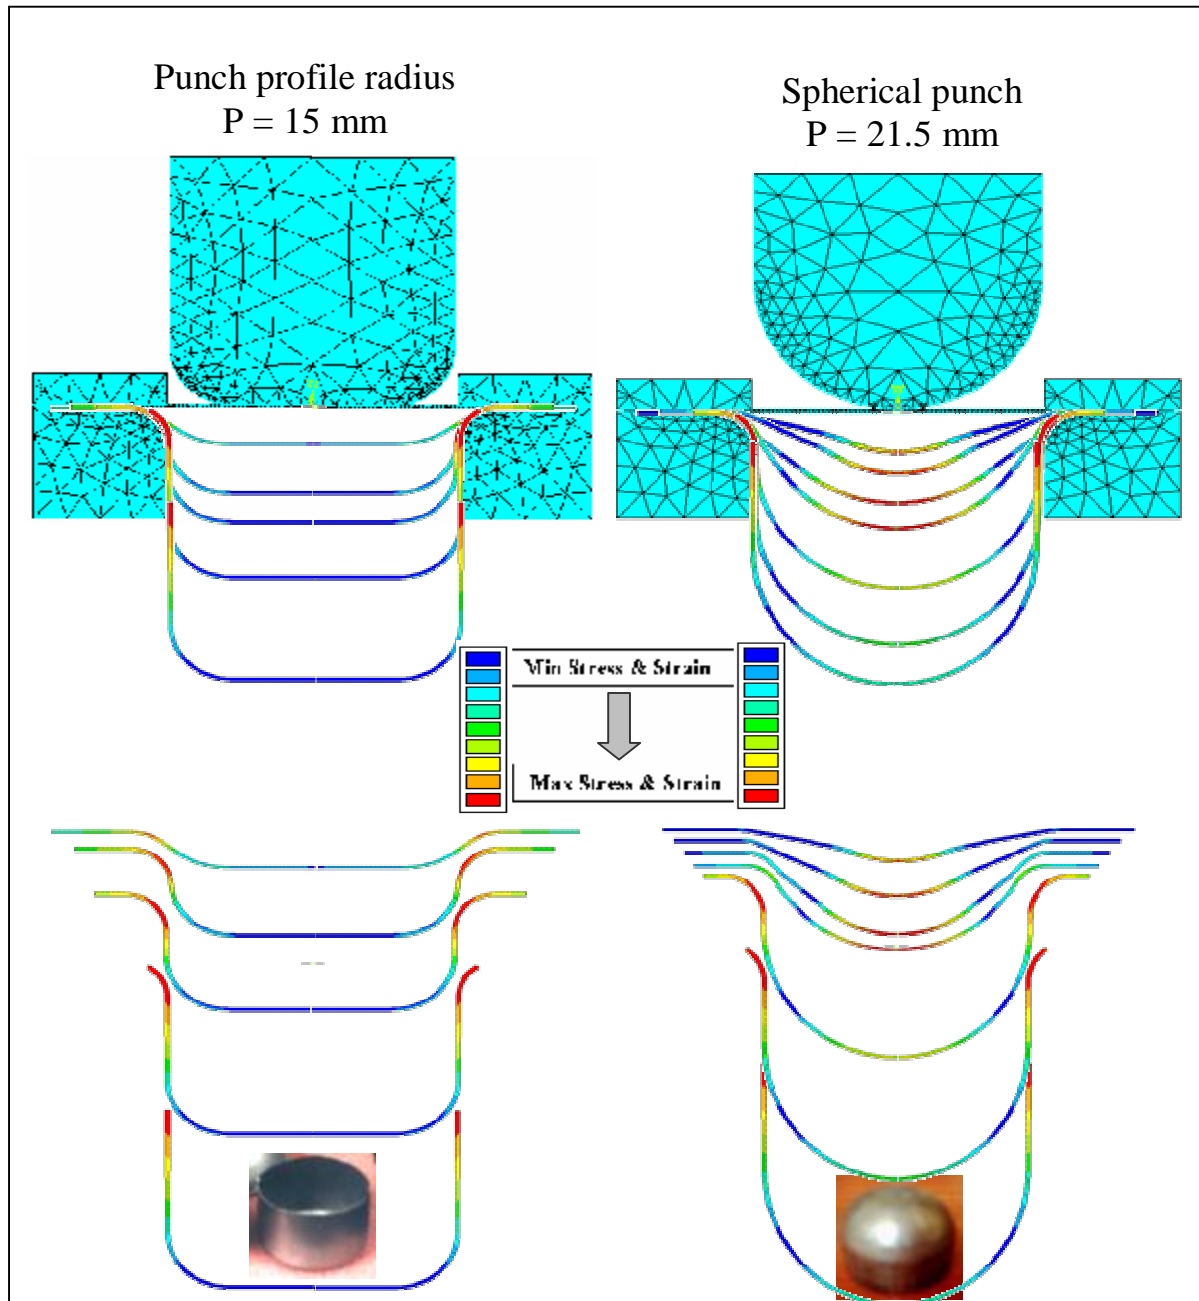 Punch profile radius
P = 15 mm
Spherical punch
P = 21.5 mm
Min Stress & Strain
Max Stress & Strain